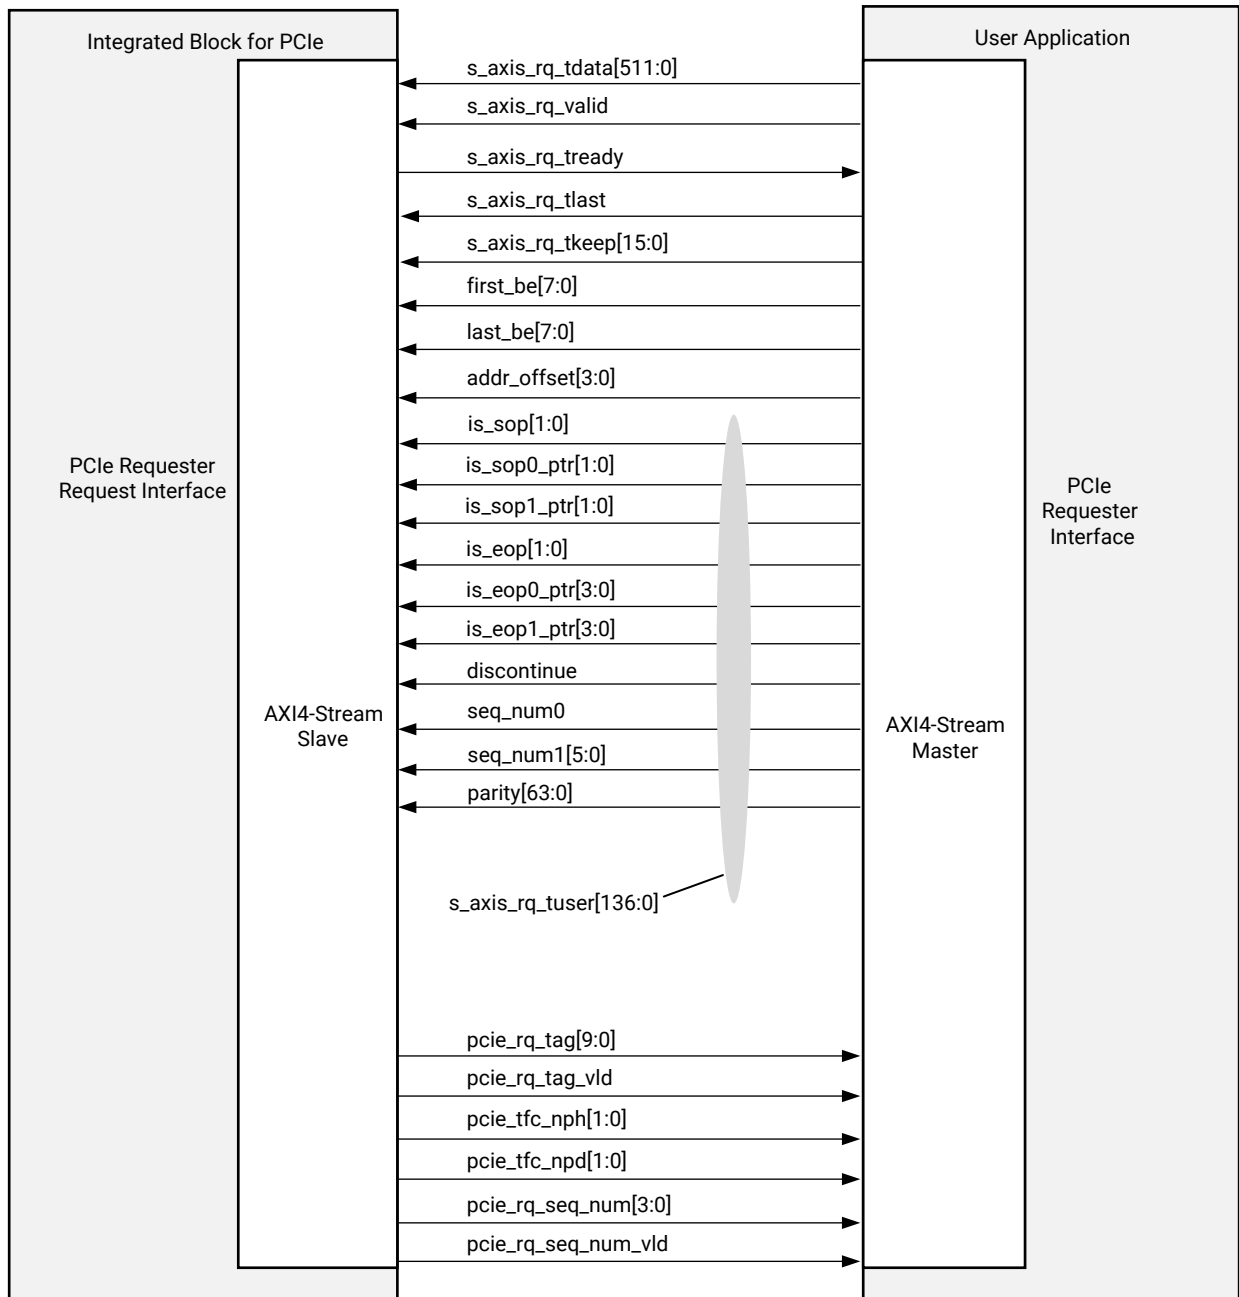 Integrated Block for PCIe
User Application
s_axis_rq_tdata[511:0]
s_axis_rq_valid
s_axis_rq_tready
s_axis_rq_tlast
s_axis_rq_tkeep[15:0]
first_be[7:0]
last_be[7:0]
addr_offset[3:0]
is_sop[1:0]
is_sop0_ptr[1:0]
is_sop1_ptr[1:0]
is_eop[1:0]
is_eop0_ptr[3:0]
is_eop1_ptr[3:0]
discontinue
seq_num0
seq_num1[5:0]
parity[63:0]
s_axis_rq_tuser[136:0]
PCIe Requester
Request Interface
PCIe
Requester
Interface
AXI4-Stream
Slave
AXI4-Stream
Master
pcie_rq_tag[9:0]
pcie_rq_tag_vld
pcie_tfc_nph[1:0]
pcie_tfc_npd[1:0]
pcie_rq_seq_num[3:0]
pcie_rq_seq_num_vld